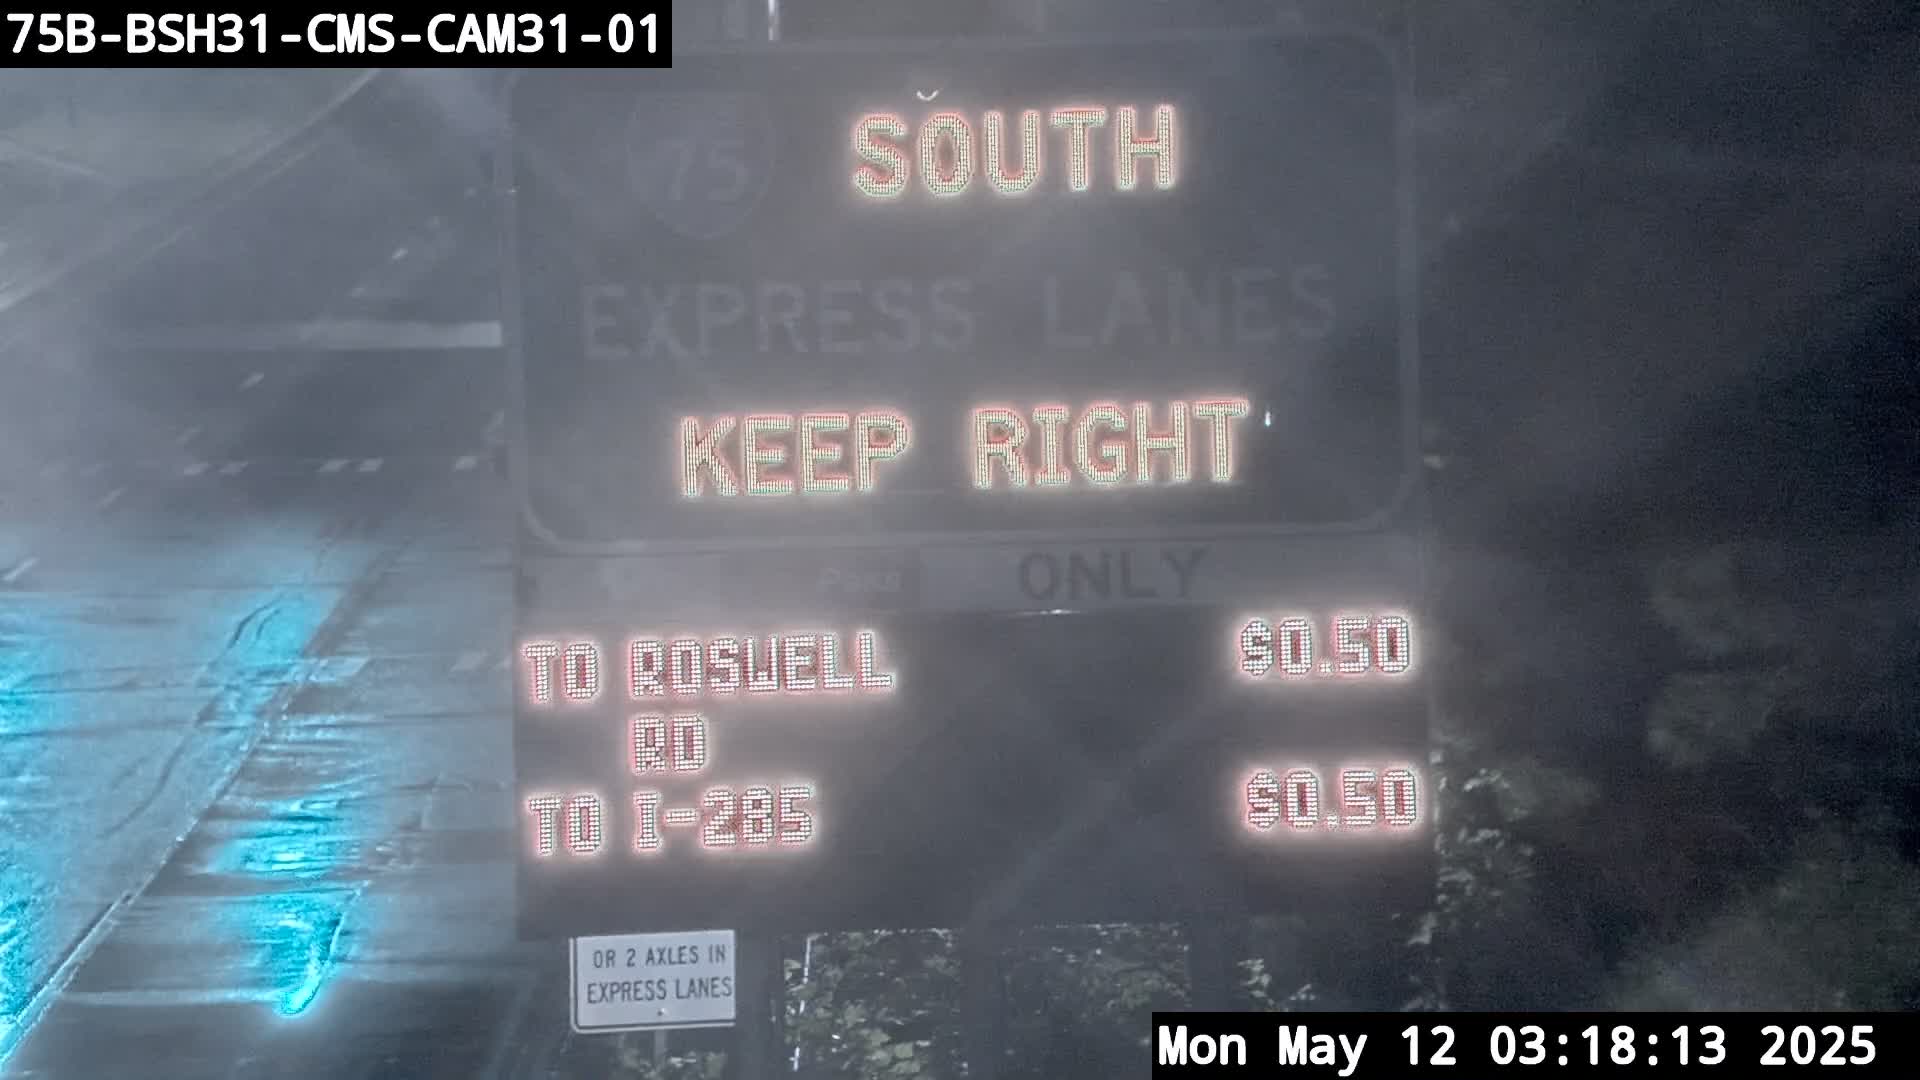 75B-BSH31-CMS-CAM31-01
75 SOUTH
EXPRESS LANES
KEEP RIGHT
ONLY
TO ROSWELL $0.50
RD
TO I-285 $0.50
OR 2 AXLES IN
EXPRESS LANES
Mon May 12 03:18:13 2025